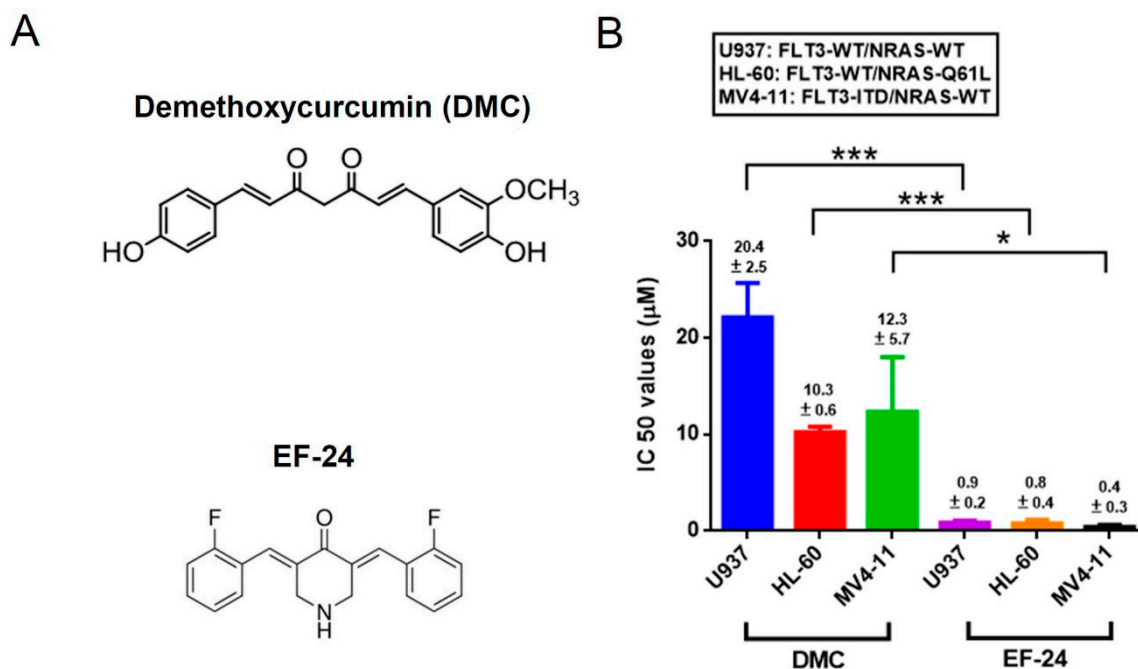 A
Demethoxycurcumin (DMC)
O O
OCH3
HO
OH
EF-24
F O F
N
H
B
U937: FLT3-WT/NRAS-WT
HL-60: FLT3-WT/NRAS-Q61L
MV4-11: FLT3-ITD/NRAS-WT
***
***
*
IC 50 values (μM)
30
20
10
0
20.4
± 2.5
10.3
± 0.6
12.3
± 5.7
0.9
± 0.2
0.8
± 0.4
0.4
± 0.3
U937
HL-60
MV4-11
U937
HL-60
MV4-11
DMC
EF-24